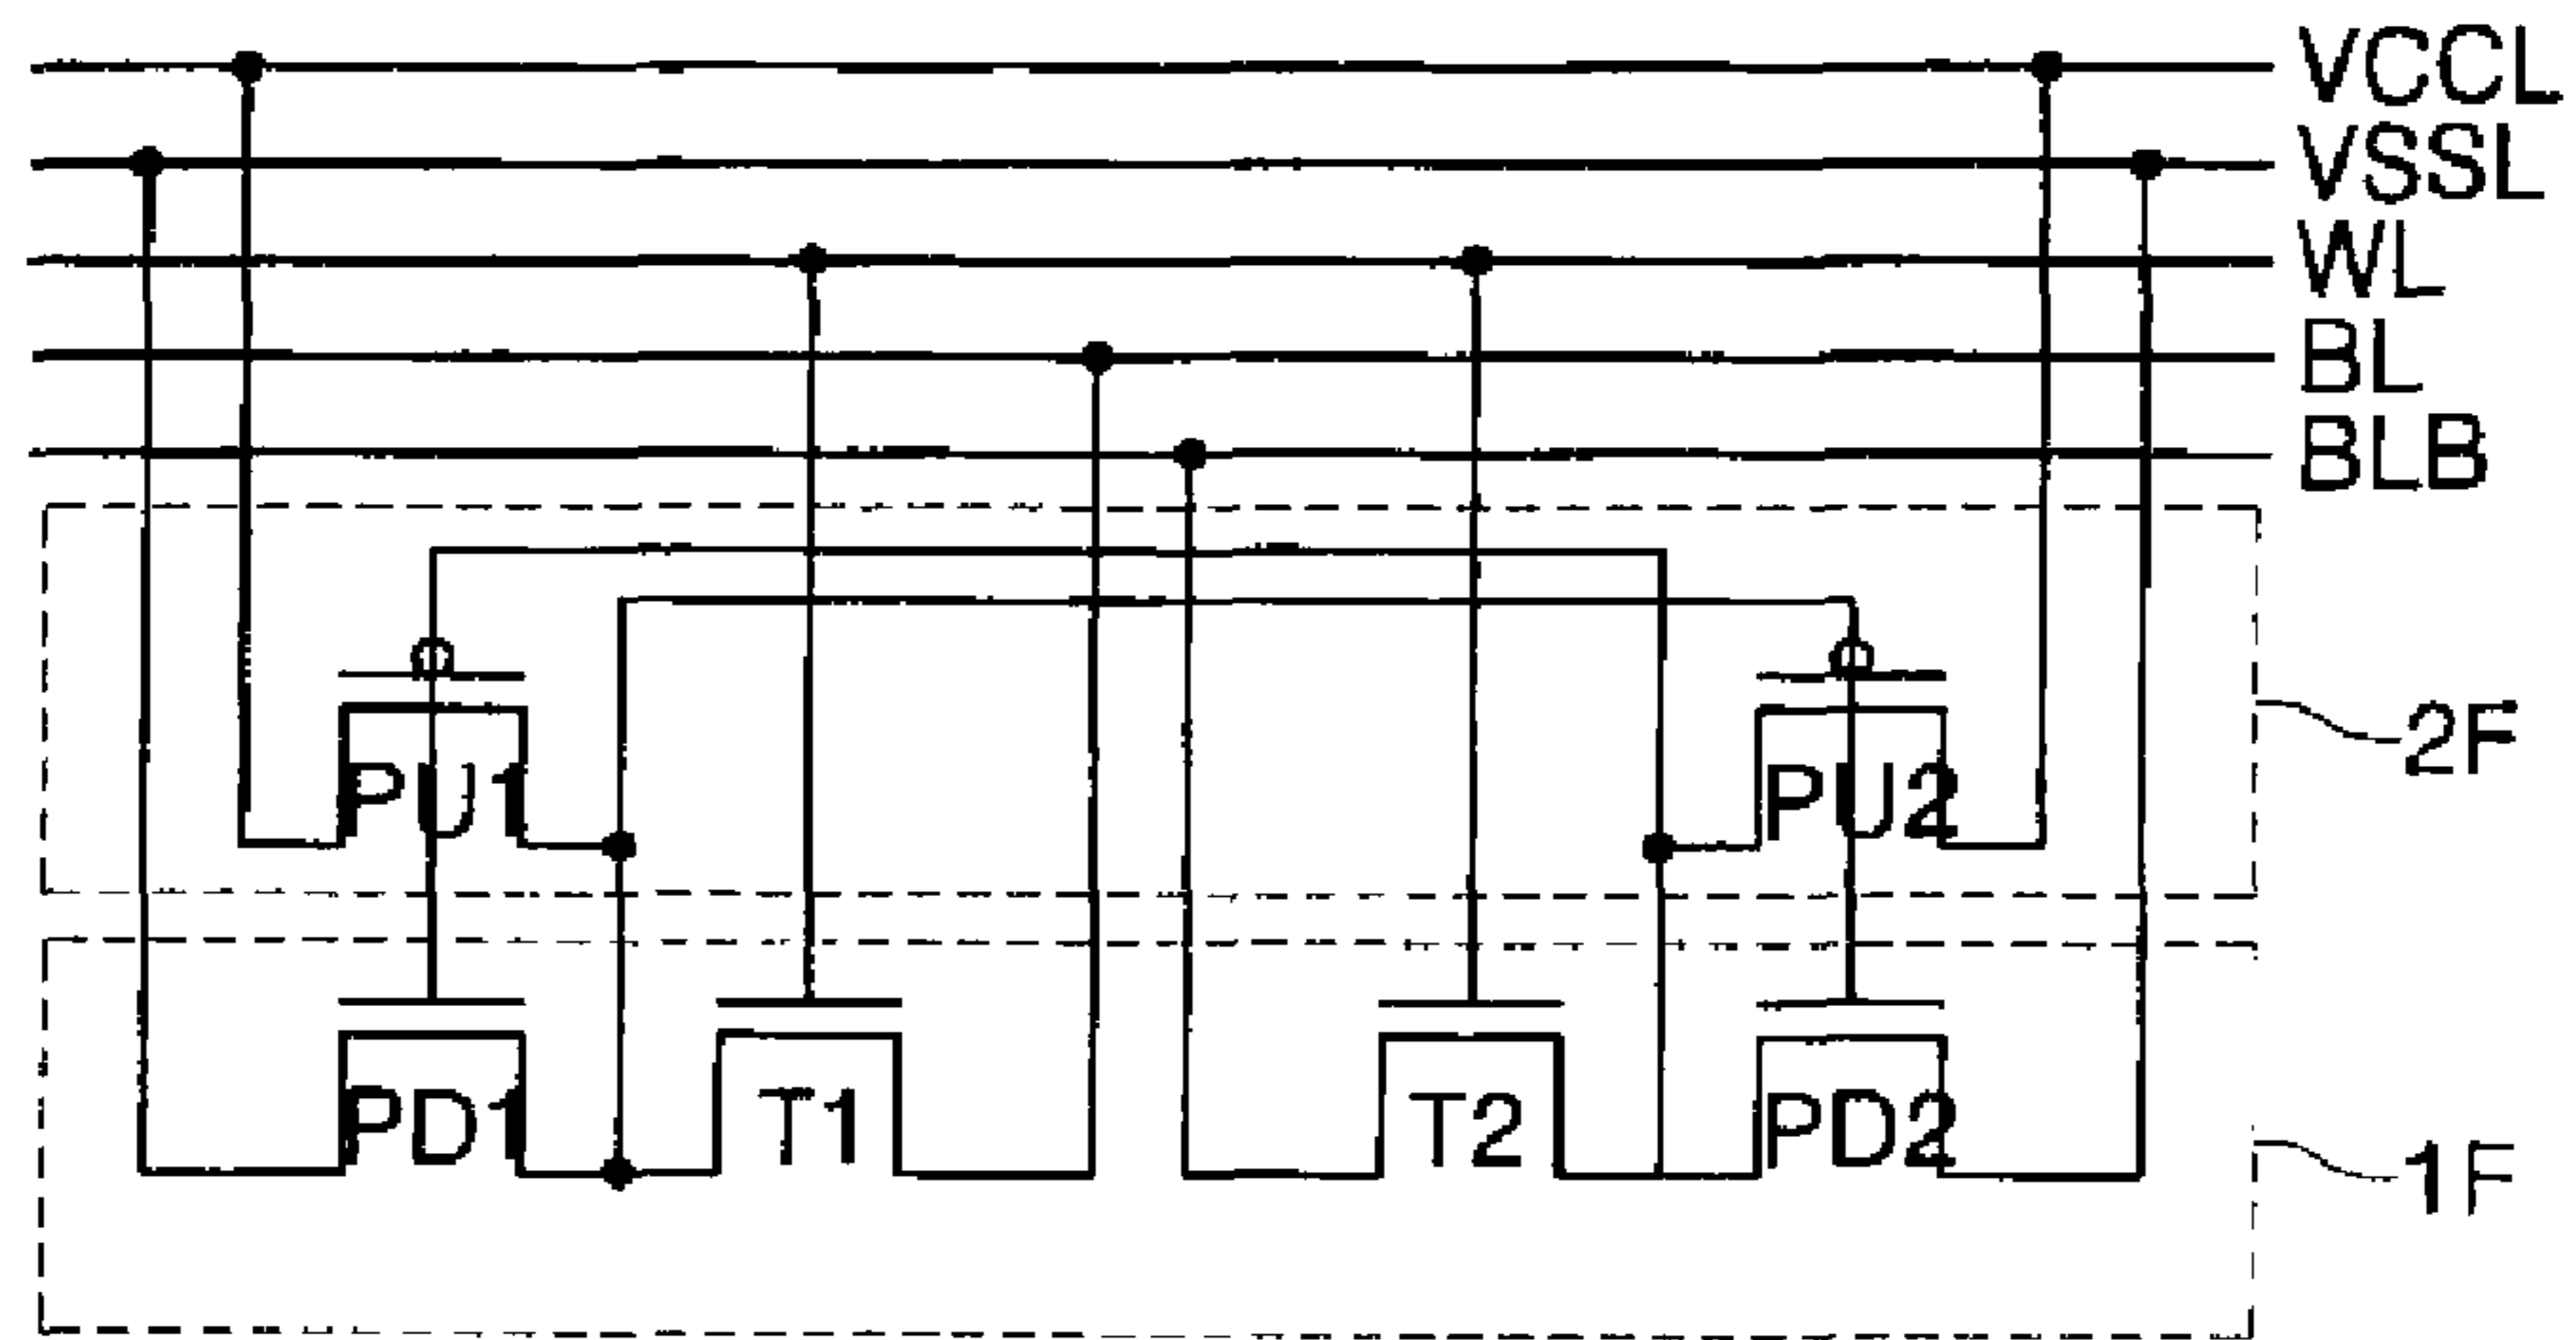 VCCL
VSSL
WL
BL
BLB
2F
PU1
PU2
PD1
T1
T2
PD2
1F